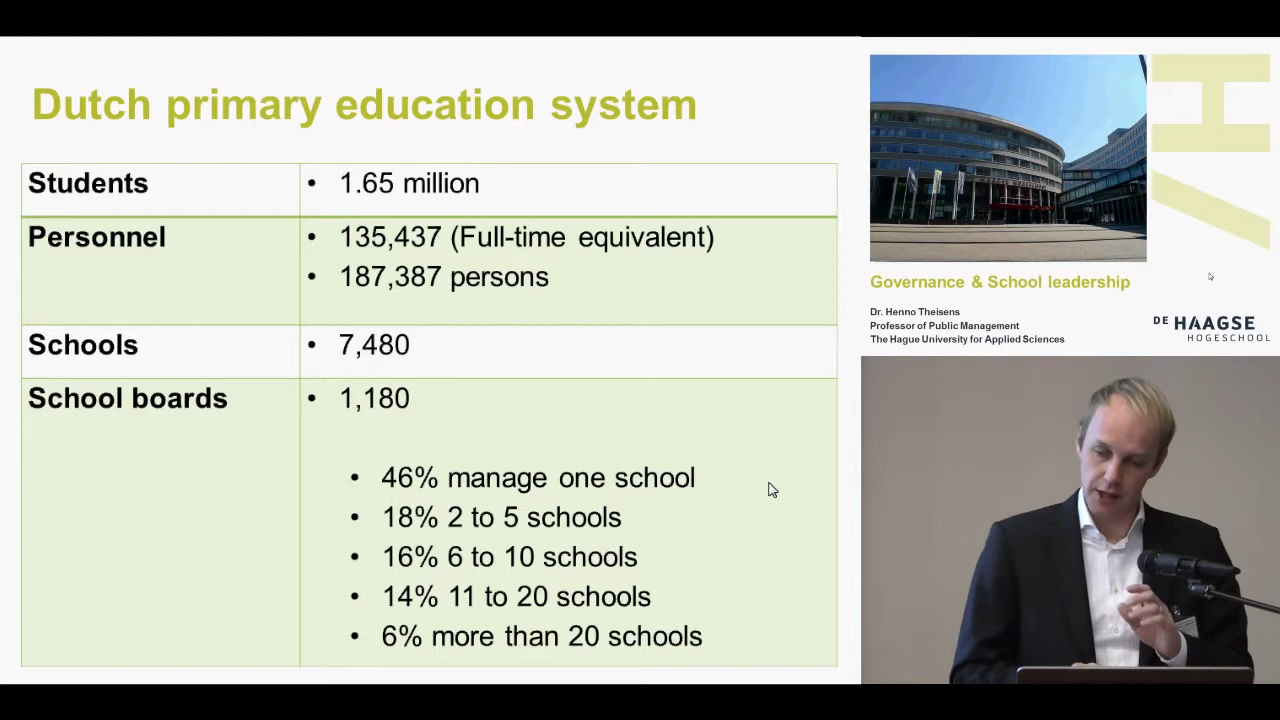 Dutch primary education system
Students
• 1.65 million
Personnel
• 135,437 (Full-time equivalent)
• 187,387 persons
Schools
• 7,480
School boards
• 1,180
• 46% manage one school
• 18% 2 to 5 schools
• 16% 6 to 10 schools
• 14% 11 to 20 schools
• 6% more than 20 schools
Governance & School leadership
Dr. Henno Theisens
Professor of Public Management
The Hague University for Applied Sciences
DE HAAGSE
HOGESCHOOL